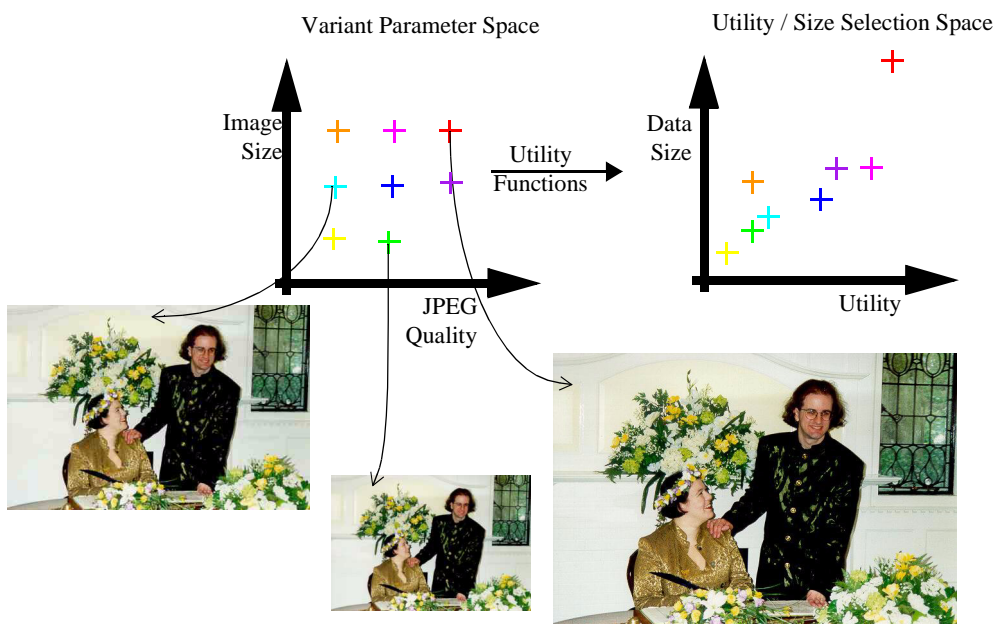 Variant Parameter Space
Utility / Size Selection Space
Image
Size
Utility
Functions
Data
Size
JPEG
Quality
Utility